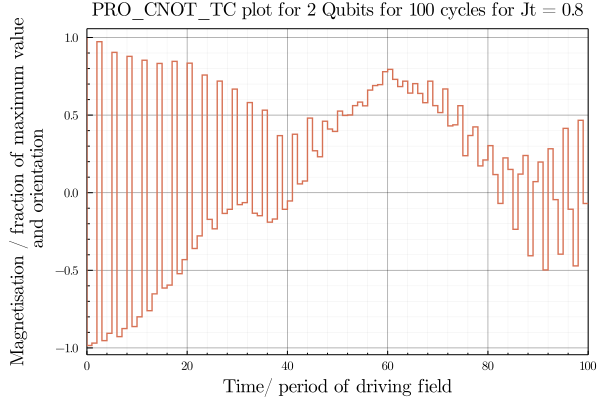 PRO_CNOT_TC plot for 2 Qubits for 100 cycles for Jt = 0.8
Magnetisation / fraction of maximum value
and orientation
1.0
0.5
0.0
−0.5
−1.0
0 20 40 60 80 100
Time/ period of driving field